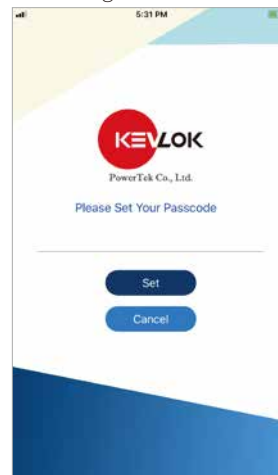 5:31 PM
KEVLOK
PowerTek Co., Ltd.
Please Set Your Passcode
Set
Cancel